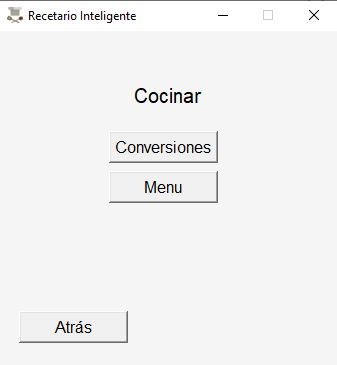 Recetario Inteligente
Cocinar
Conversiones
Menu
Atrás